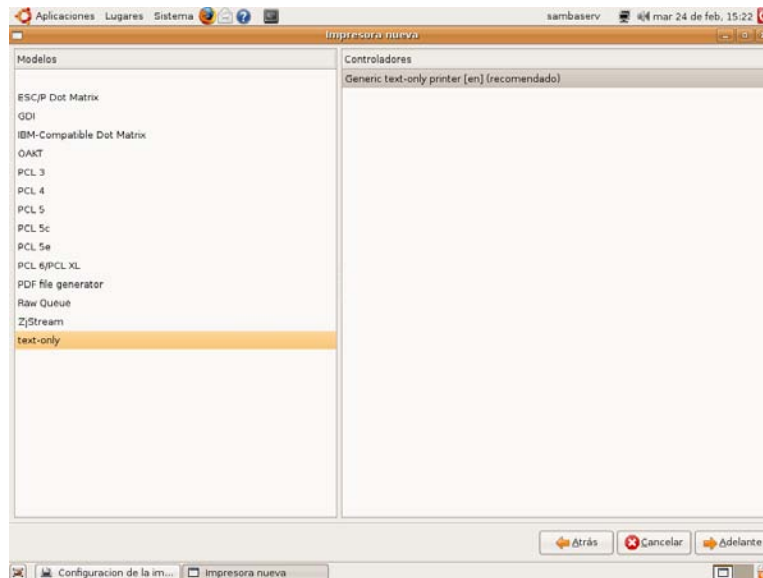 Aplicaciones Lugares Sistema sambaserv mar 24 de feb, 15:22
Impresora nueva
Modelos
Controladores
Generic text-only printer [en] (recomendado)
ESC/P Dot Matrix
GDI
IBM-Compatible Dot Matrix
OAKT
PCL 3
PCL 4
PCL 5
PCL 5c
PCL 5e
PCL 6/PCL XL
PDF file generator
Raw Queue
ZjStream
text-only
Atrás Cancelar Adelante
Configuracion de la im... Impresora nueva